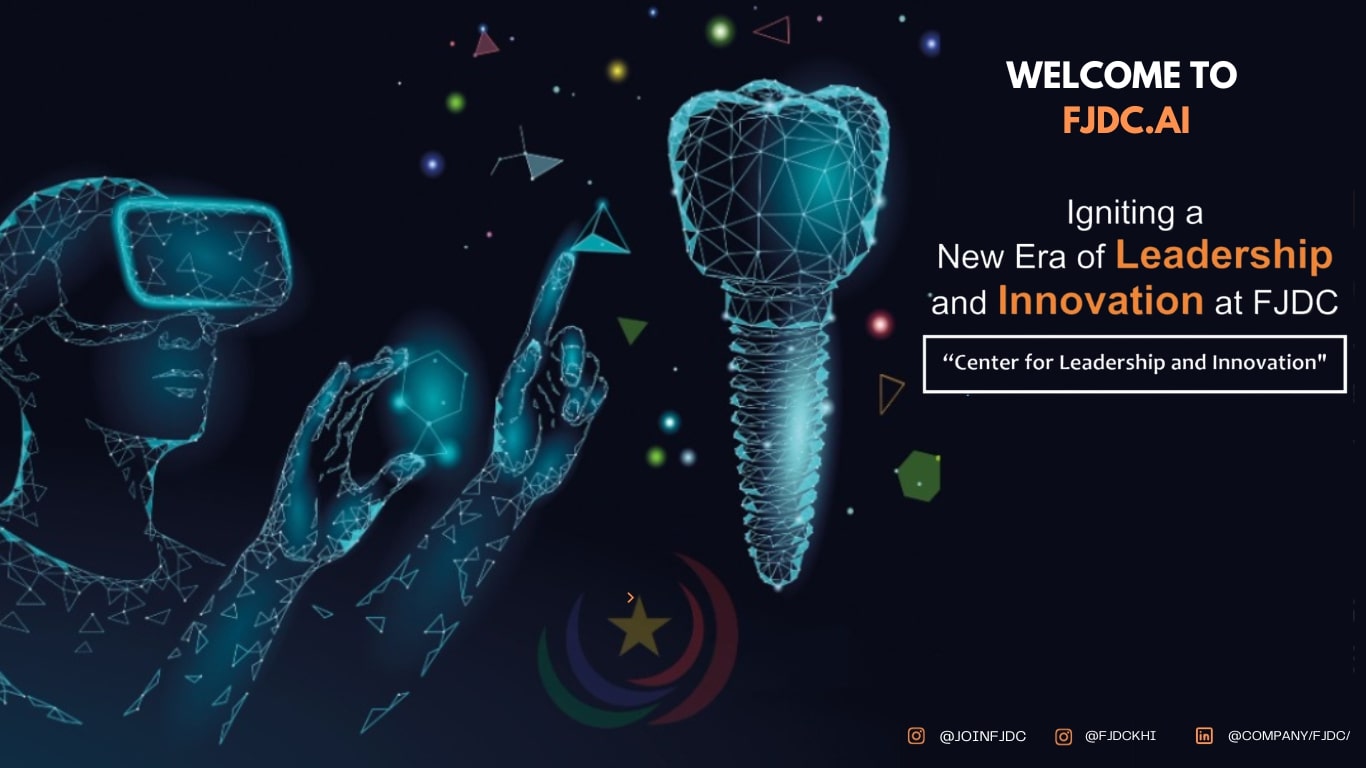 WELCOME TO
FJDC.AI
Igniting a
New Era of Leadership
and Innovation at FJDC
“Center for Leadership and Innovation"
@JOINFJDC
@FJDCKHI
@COMPANY/FJDC/